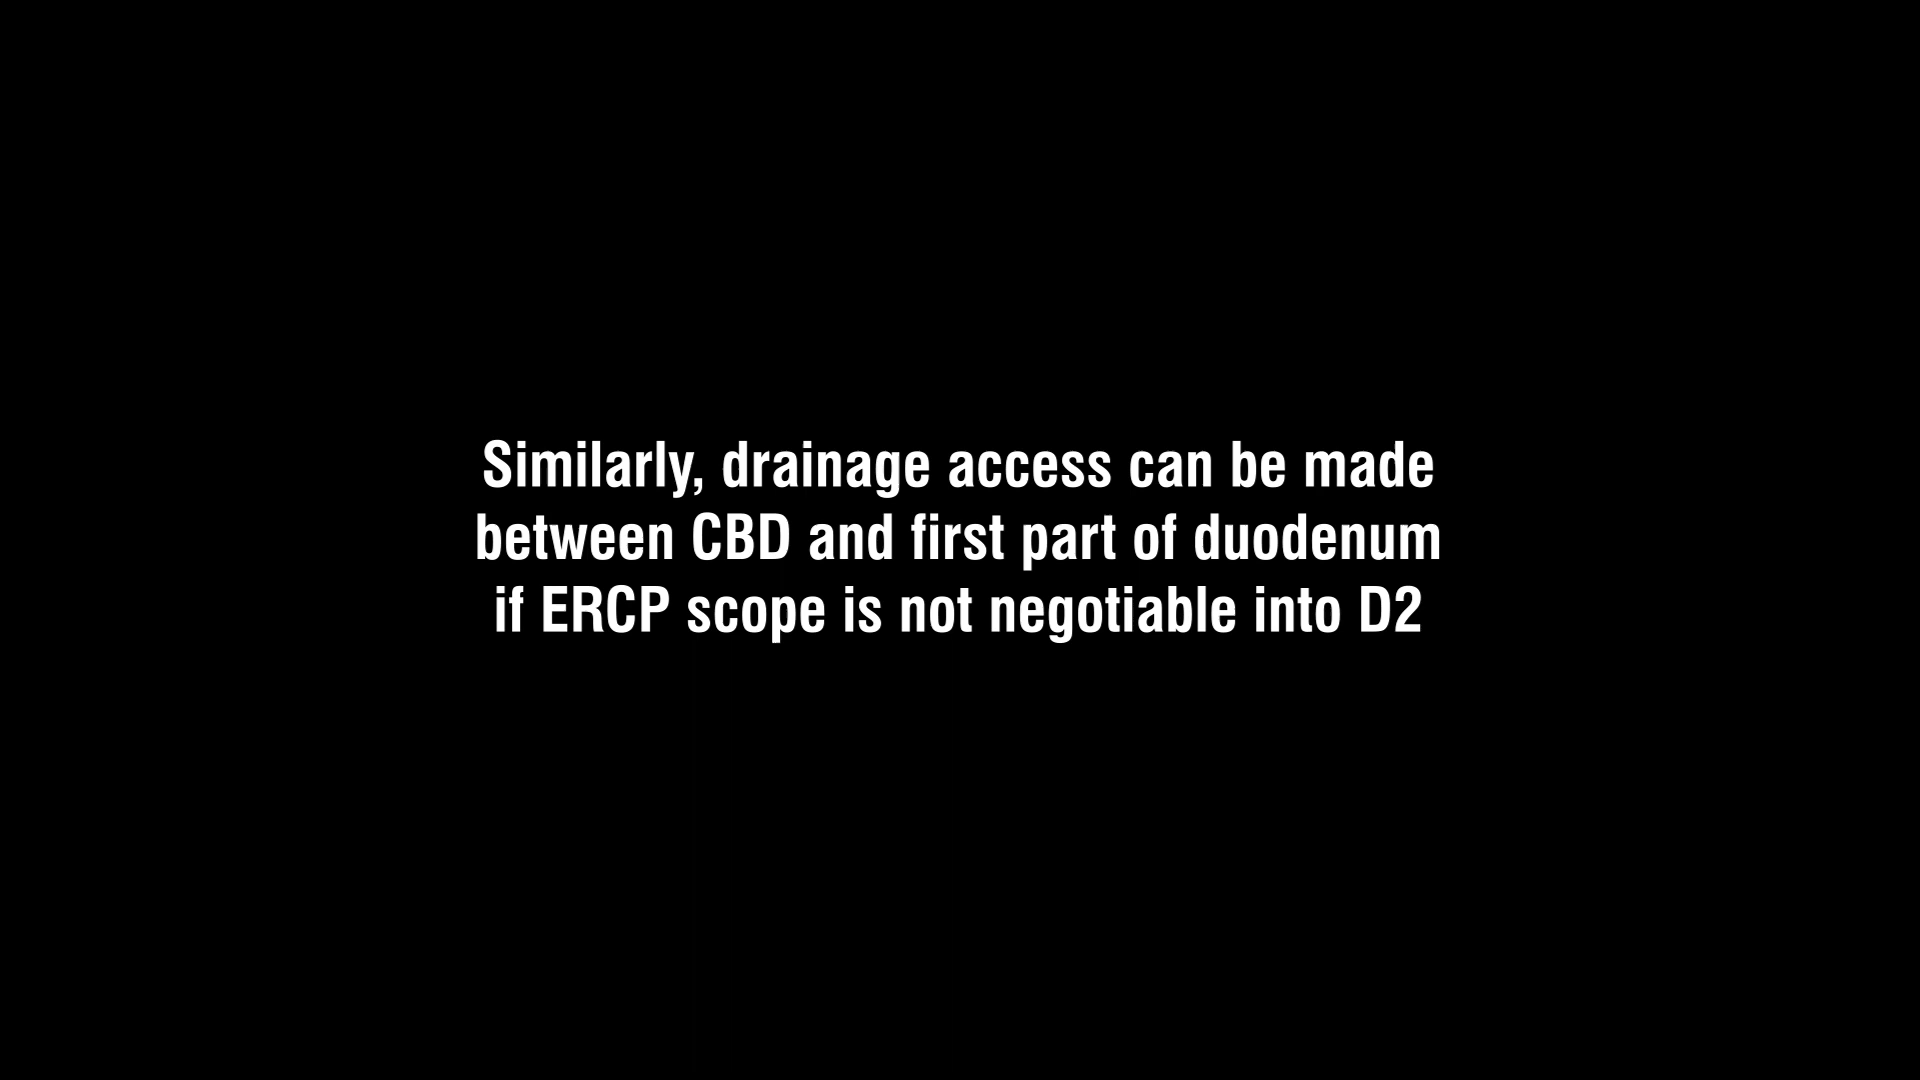 Similarly, drainage access can be made
between CBD and first part of duodenum
if ERCP scope is not negotiable into D2